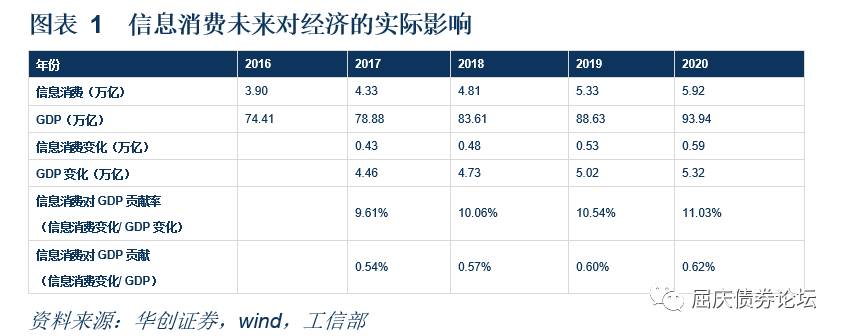 图表 1 信息消费未来对经济的实际影响
年份 2016 2017 2018 2019 2020
信息消费（万亿） 3.90 4.33 4.81 5.33 5.92
GDP（万亿） 74.41 78.88 83.61 88.63 93.94
信息消费变化（万亿） 0.43 0.48 0.53 0.59
GDP 变化（万亿） 4.46 4.73 5.02 5.32
信息消费对 GDP 贡献率
（信息消费变化/ GDP 变化） 9.61% 10.06% 10.54% 11.03%
信息消费对 GDP 贡献
（信息消费变化/ GDP） 0.54% 0.57% 0.60% 0.62%
屈庆债券论坛
资料来源：华创证券，wind，工信部